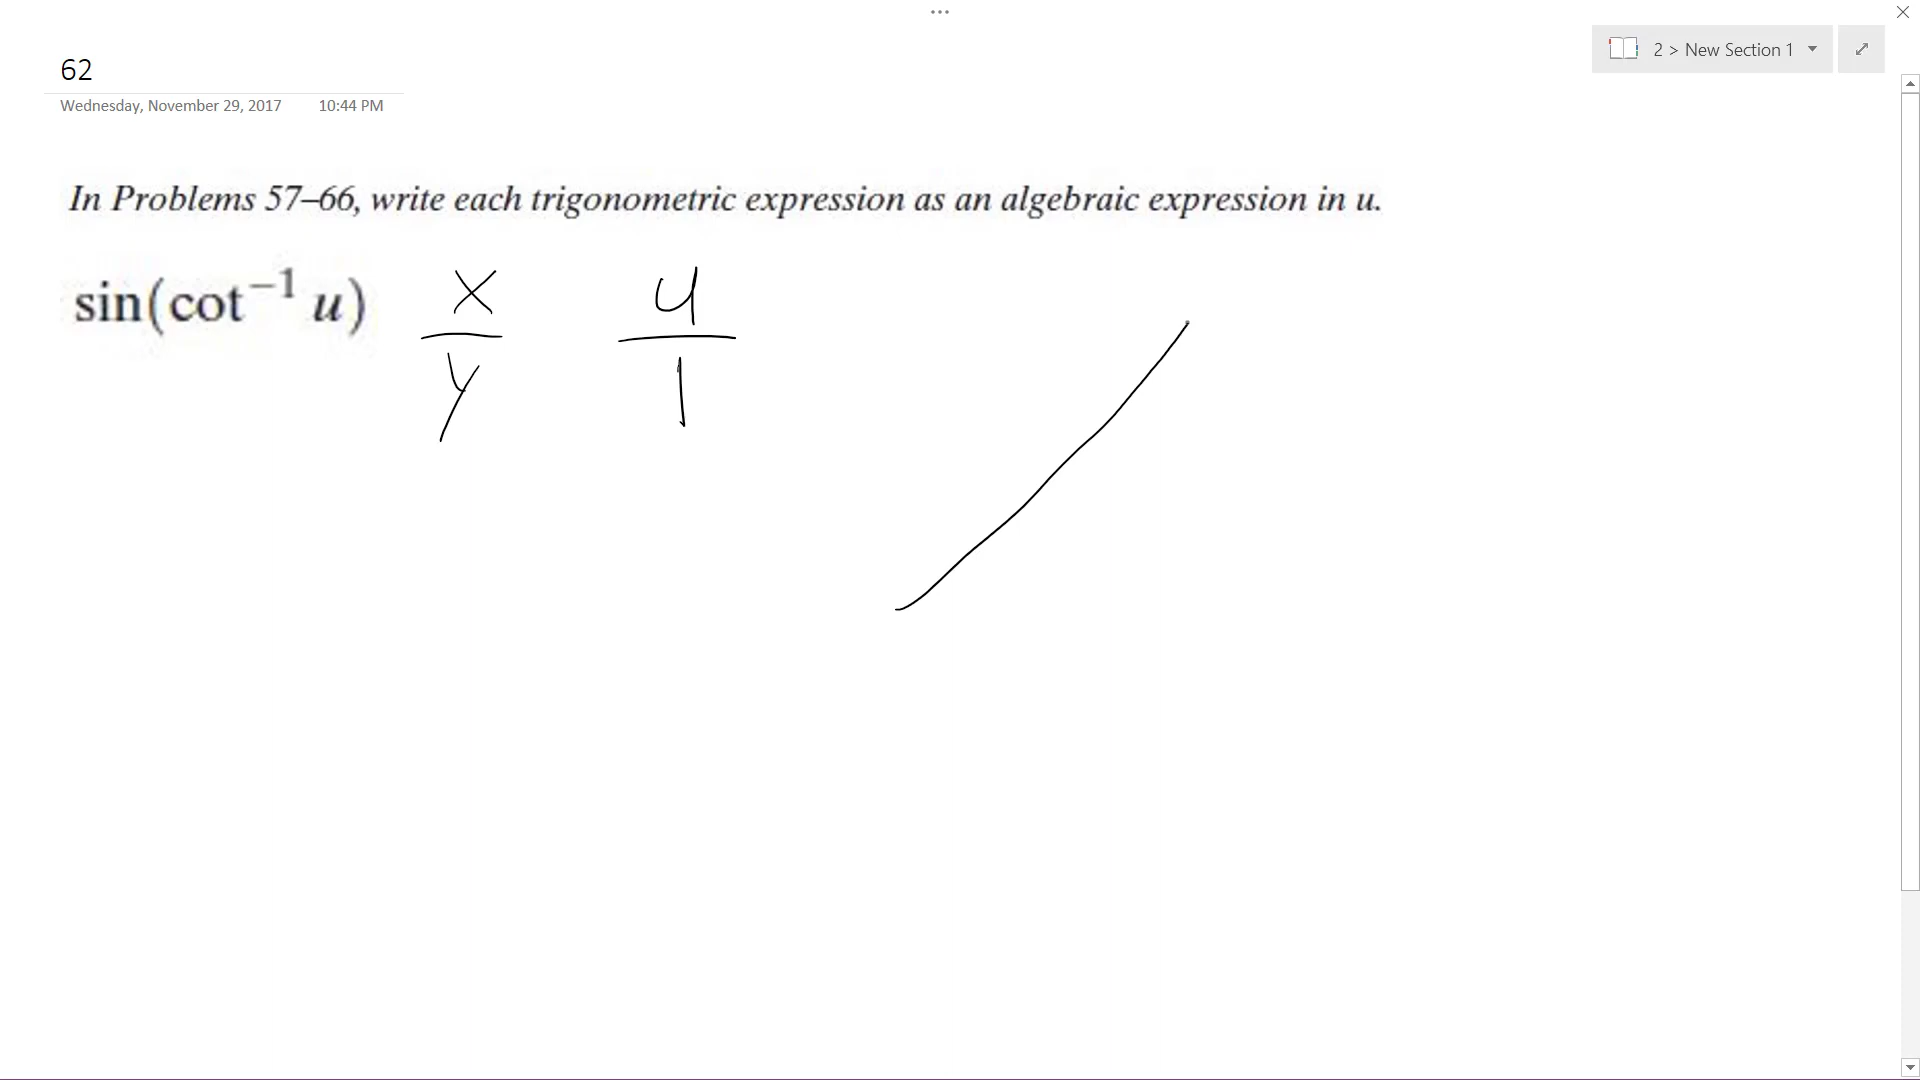 2 > New Section 1
62
Wednesday, November 29, 2017 10:44 PM
In Problems 57–66, write each trigonometric expression as an algebraic expression in u.
sin(cot⁻¹ u)
x u
y 1